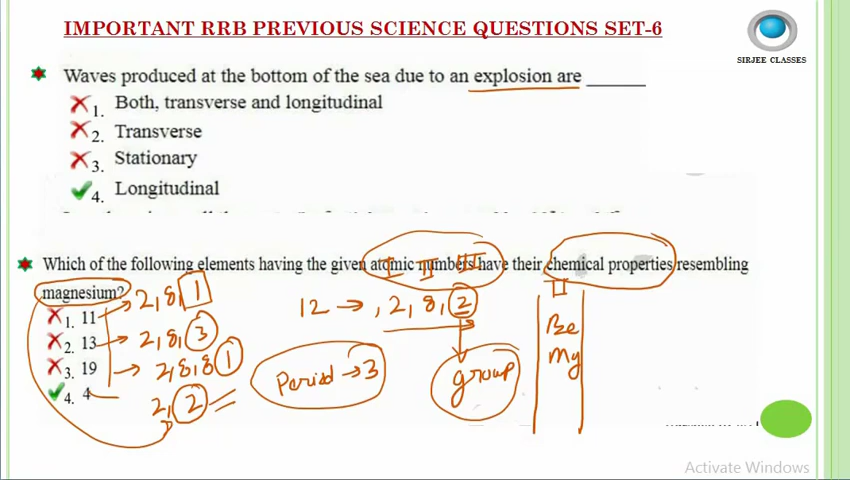 IMPORTANT RRB PREVIOUS SCIENCE QUESTIONS SET-6
SIRJEE CLASSES
Waves produced at the bottom of the sea due to an explosion are ______
1. Both, transverse and longitudinal
2. Transverse
3. Stationary
4. Longitudinal
Which of the following elements having the given atomic numbers have their chemical properties resembling
I II III
magnesium?
II
1. 11 2, 8, 1
12 → , 2, 8, 2
2. 13 2, 8, 3
3. 19 2, 8, 8 1
4. 4 2, 2
Period → 3
group
Be
Mg
Activate Windows